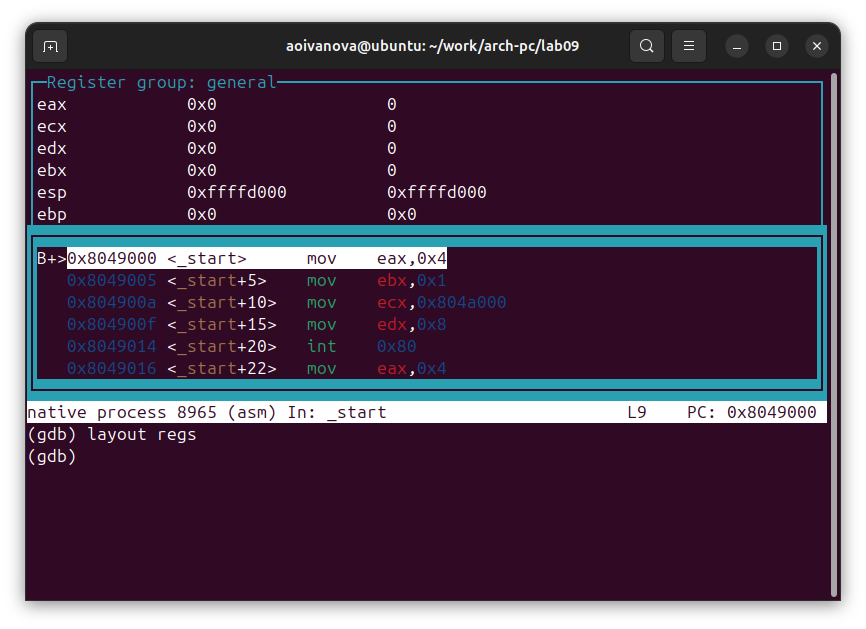 aoivanova@ubuntu: ~/work/arch-pc/lab09
Register group: general
eax 0x0 0
ecx 0x0 0
edx 0x0 0
ebx 0x0 0
esp 0xffffd000 0xffffd000
ebp 0x0 0x0
B+>0x8049000 <_start> mov eax,0x4
0x8049005 <_start+5> mov ebx,0x1
0x804900a <_start+10> mov ecx,0x804a000
0x804900f <_start+15> mov edx,0x8
0x8049014 <_start+20> int 0x80
0x8049016 <_start+22> mov eax,0x4
native process 8965 (asm) In: _start L9 PC: 0x8049000
(gdb) layout regs
(gdb)